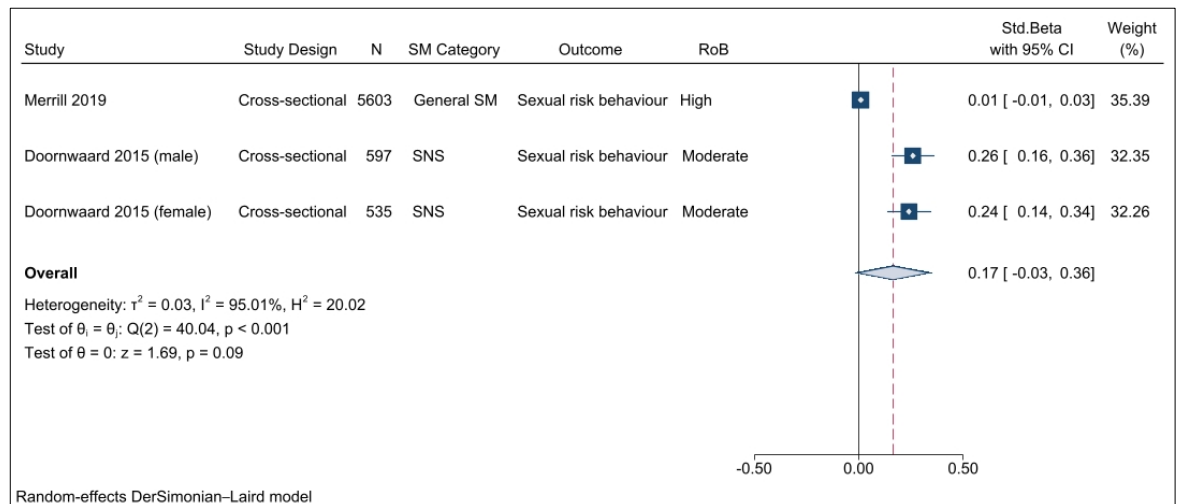 Std.Beta Weight
Study Study Design N SM Category Outcome RoB with 95% CI (%)
Merrill 2019 Cross-sectional 5603 General SM Sexual risk behaviour High 0.01 [ -0.01, 0.03] 35.39
Doornwaard 2015 (male) Cross-sectional 597 SNS Sexual risk behaviour Moderate 0.26 [ 0.16, 0.36] 32.35
Doornwaard 2015 (female) Cross-sectional 535 SNS Sexual risk behaviour Moderate 0.24 [ 0.14, 0.34] 32.26
Overall 0.17 [ -0.03, 0.36]
Heterogeneity: τ² = 0.03, I² = 95.01%, H² = 20.02
Test of θᵢ = θⱼ: Q(2) = 40.04, p < 0.001
Test of θ = 0: z = 1.69, p = 0.09
-0.50 0.00 0.50
Random-effects DerSimonian–Laird model